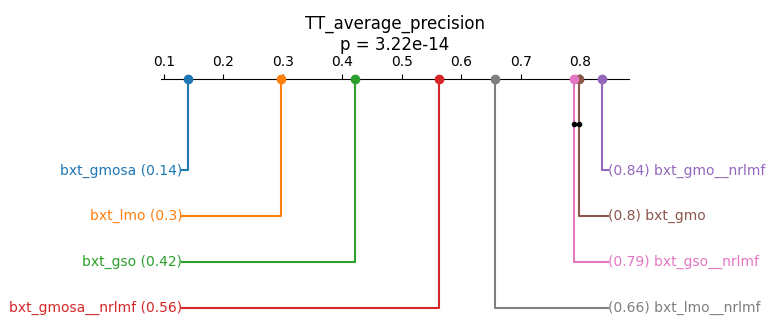 TT_average_precision
p = 3.22e-14
0.1 0.2 0.3 0.4 0.5 0.6 0.7 0.8
bxt_gmosa (0.14) (0.84) bxt_gmo__nrlmf
bxt_lmo (0.3) (0.8) bxt_gmo
bxt_gso (0.42) (0.79) bxt_gso__nrlmf
bxt_gmosa__nrlmf (0.56) (0.66) bxt_lmo__nrlmf